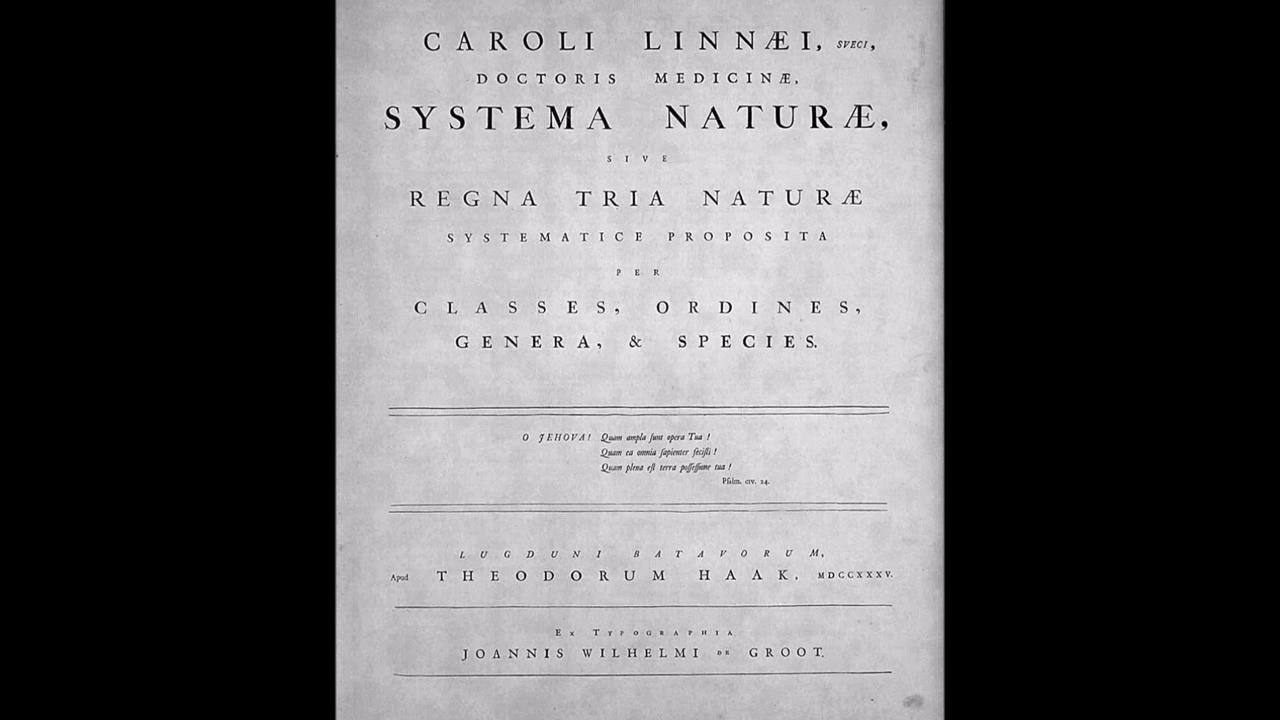 CAROLI LINNÆI, SVECI,
DOCTORIS MEDICINÆ,
SYSTEMA NATURÆ,
SIVE
REGNA TRIA NATURÆ
SYSTEMATICE PROPOSITA
PER
CLASSES, ORDINES,
GENERA, & SPECIES.
O JEHOVA! Quam ampla ſunt opera Tua !
Quam ea omnia ſapienter feciſti !
Quam plena eſt terra poſſeſſione tua !
Pſalm. CIV. 24.
LUGDUNI BATAVORUM,
Apud THEODORUM HAAK, MDCCXXXV.
EX TYPOGRAPHIA
JOANNIS WILHELMI DE GROOT.